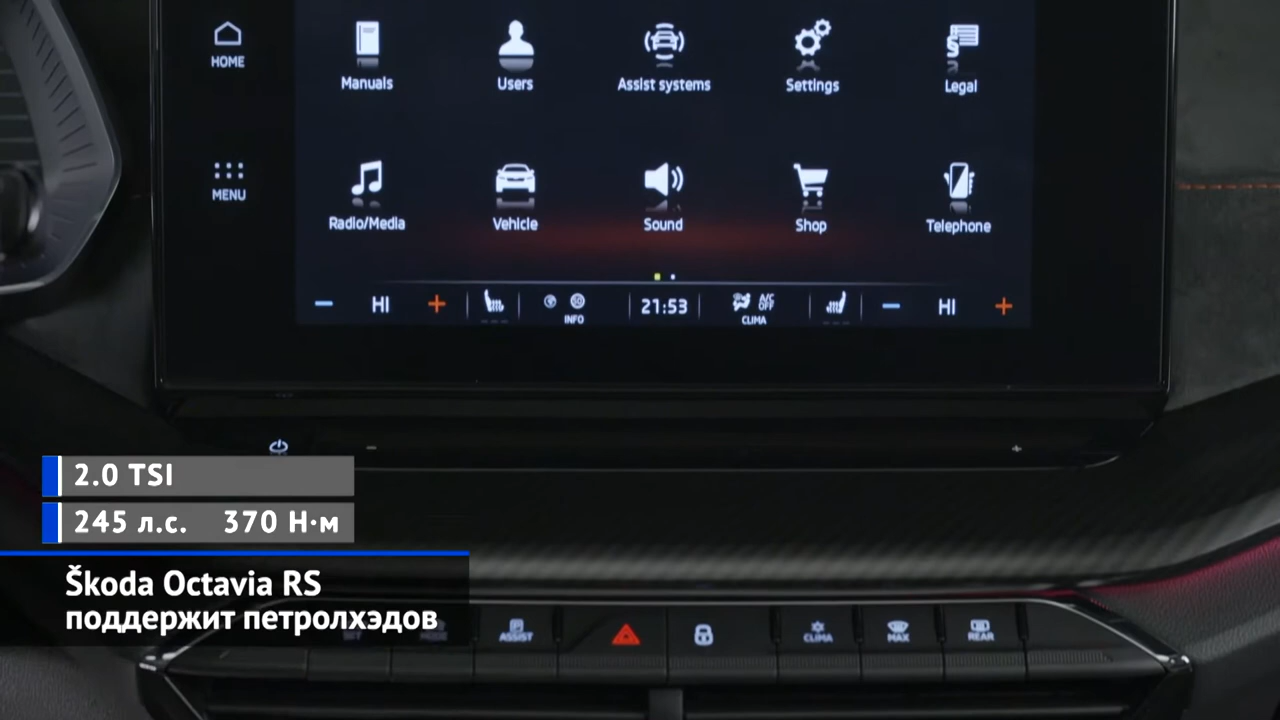 HOME
Manuals
Users
Assist systems
Settings
Legal
MENU
Radio/Media
Vehicle
Sound
Shop
Telephone
HI
INFO
21:53
A/C OFF
CLIMA
HI
2.0 TSI
245 л.с. 370 Н·м
Škoda Octavia RS
поддержит петролхэдов
ASSIST
CLIMA
MAX
REAR